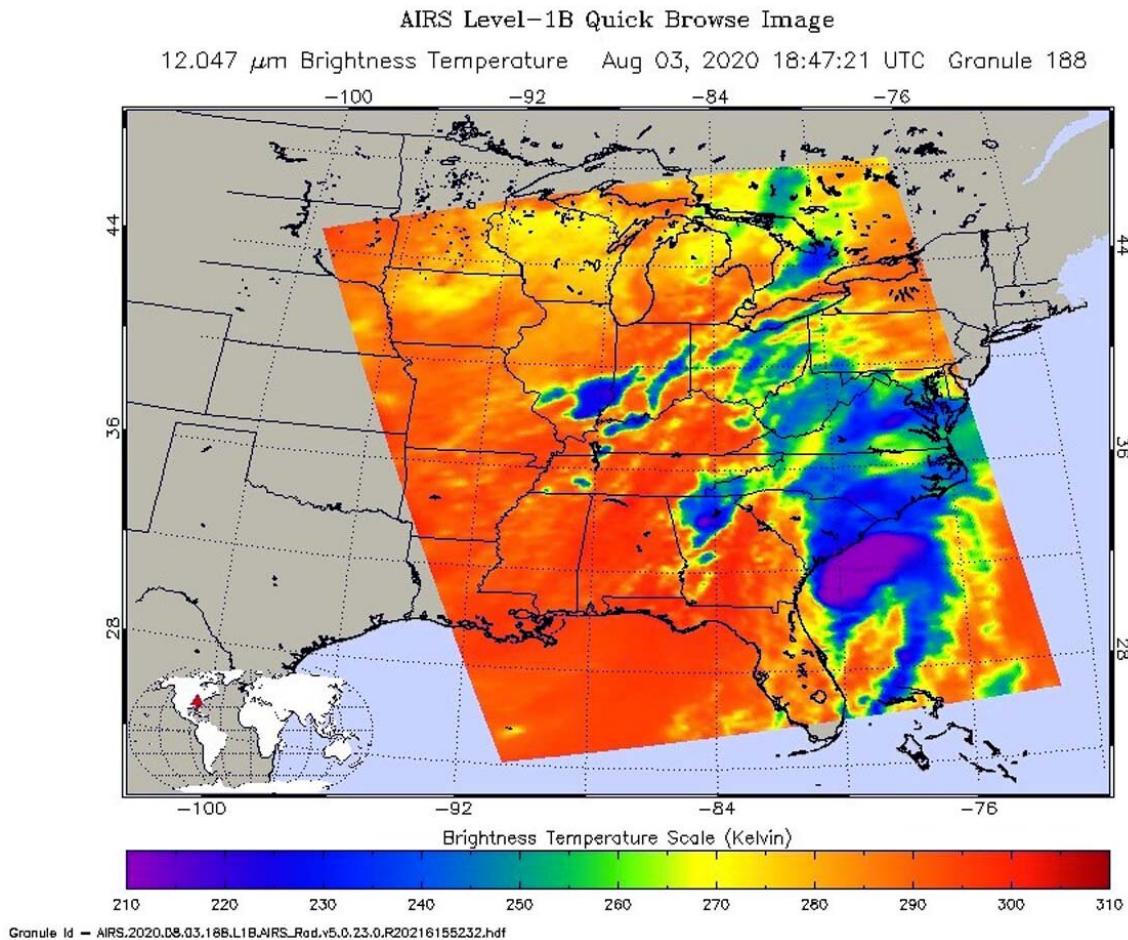 AIRS Level-1B Quick Browse Image
12.047 μm Brightness Temperature Aug 03, 2020 18:47:21 UTC Granule 188
-100 -92 -84 -76
44 44
36 36
28 28
-100 -92 -84 -76
Brightness Temperature Scale (Kelvin)
210 220 230 240 250 260 270 280 290 300 310
Granule Id - AIRS.2020.08.03.188.L1B.AIRS_Rad.v5.0.23.0.R20216155232.hdf